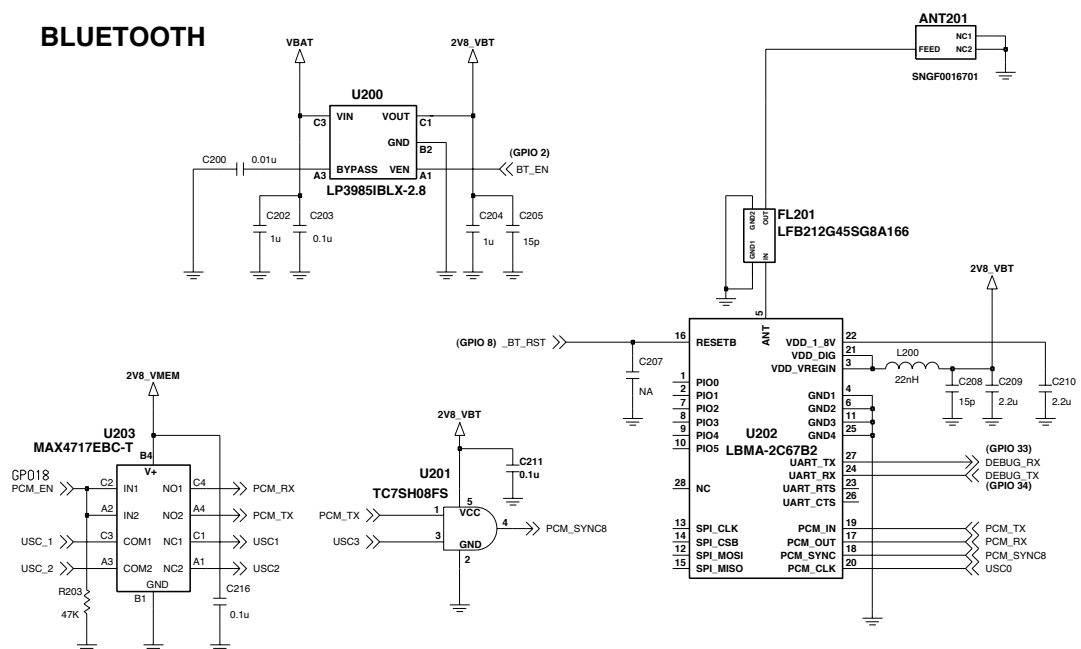 BLUETOOTH
VBAT
2V8_VBT
U200
C3 VIN VOUT C1
GND B2
A3 BYPASS VEN A1
LP3985IBLX-2.8
(GPIO 2)
BT_EN
C200 0.01u
C202
1u
C203
0.1u
C204
1u
C205
15p
ANT201
FEED NC1
NC2
SNGF0016701
FL201
LFB212G45SG8A166
GND2 OUT
GND1 IN
2V8_VBT
(GPIO 8) _BT_RST
C207
NA
5
ANT
16 RESETB VDD_1_8V 22
VDD_DIG 21
VDD_VREGIN 3
L200
22nH
C208
15p
C209
2.2u
C210
2.2u
1 PIO0 GND1 4
2 PIO1 GND2 6
7 PIO2 GND3 11
8 PIO3 GND4 25
9 PIO4
10 PIO5
U202
LBMA-2C67B2
(GPIO 33)
UART_TX 27 DEBUG_RX
UART_RX 24 DEBUG_TX
(GPIO 34)
28 NC UART_RTS 23
UART_CTS 26
13 SPI_CLK PCM_IN 19 PCM_TX
14 SPI_CSB PCM_OUT 17 PCM_RX
12 SPI_MOSI PCM_SYNC 18 PCM_SYNC8
15 SPI_MISO PCM_CLK 20 USC0
2V8_VMEM
U203
MAX4717EBC-T
B4
V+
GPO18
PCM_EN C2 IN1 NO1 C4 PCM_RX
A2 IN2 NO2 A4 PCM_TX
USC_1 C3 COM1 NC1 C1 USC1
USC_2 A3 COM2 NC2 A1 USC2
GND
B1
R203
47K
C216
0.1u
2V8_VBT
C211
0.1u
U201
TC7SH08FS
5
VCC
PCM_TX 1
4 PCM_SYNC8
USC3 3
GND
2